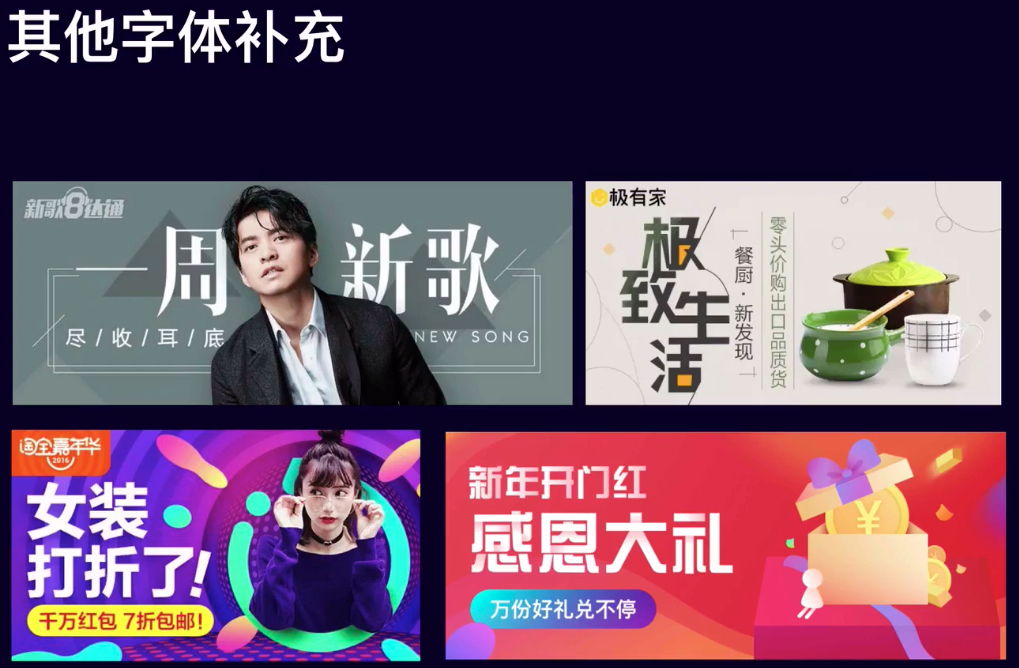 其他字体补充
新歌8达通
一周新歌
尽/收/耳/底
NEW SONG
极有家
极致生活
餐厨·新发现
零头价购出口品质货
淘宝嘉年华
2016
女装
打折了!
千万红包 7折包邮!
新年开门红
感恩大礼
万份好礼兑不停
¥
¥